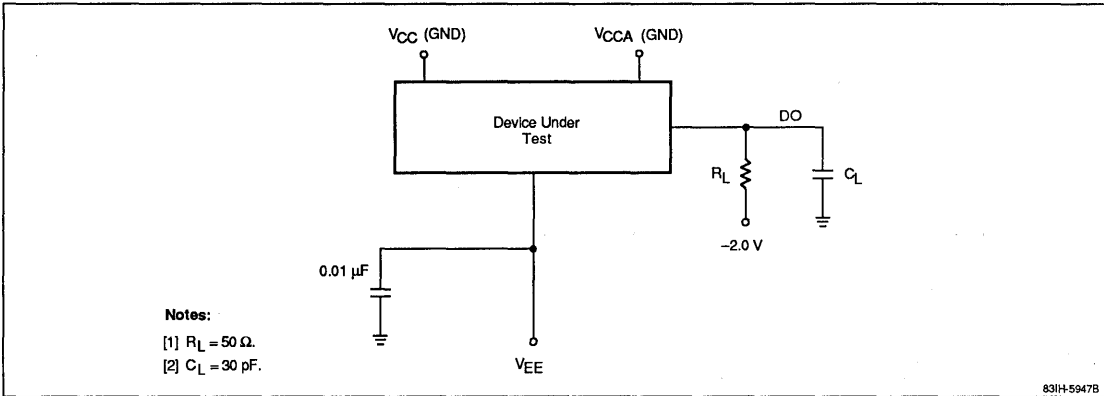 VCC (GND)
VCCA (GND)
Device Under
Test
DO
RL
CL
–2.0 V
0.01 µF
VEE
Notes:
[1] RL = 50 Ω.
[2] CL = 30 pF.
83IH-5947B